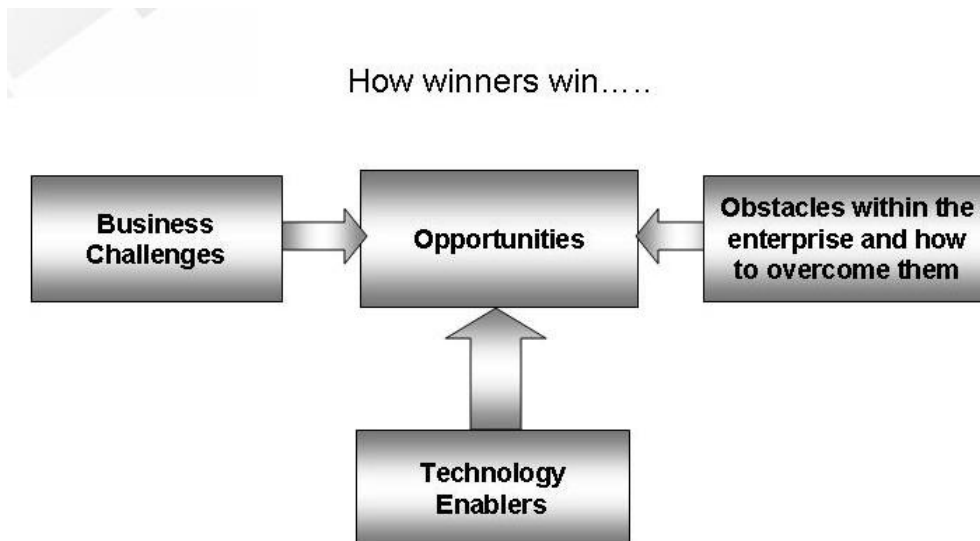 How winners win.....
Business
Challenges
Opportunities
Obstacles within the
enterprise and how
to overcome them
Technology
Enablers